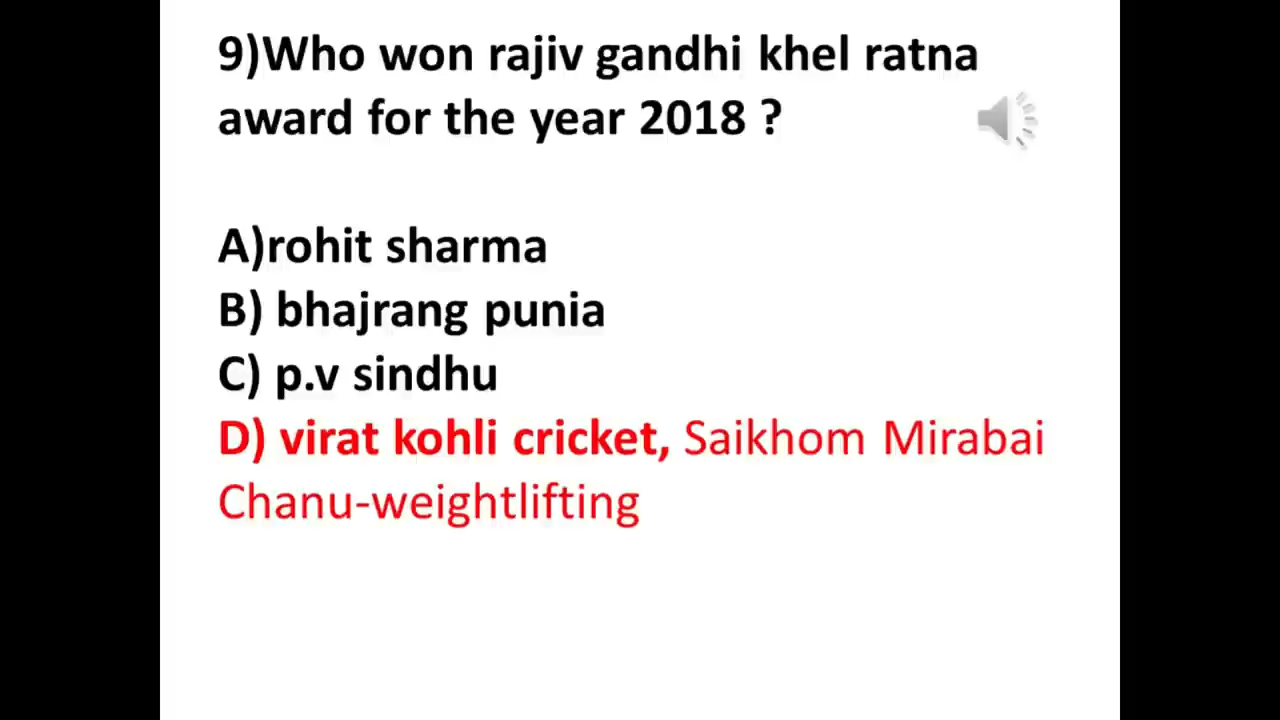 9)Who won rajiv gandhi khel ratna
award for the year 2018 ?
A)rohit sharma
B) bhajrang punia
C) p.v sindhu
D) virat kohli cricket, Saikhom Mirabai
Chanu-weightlifting